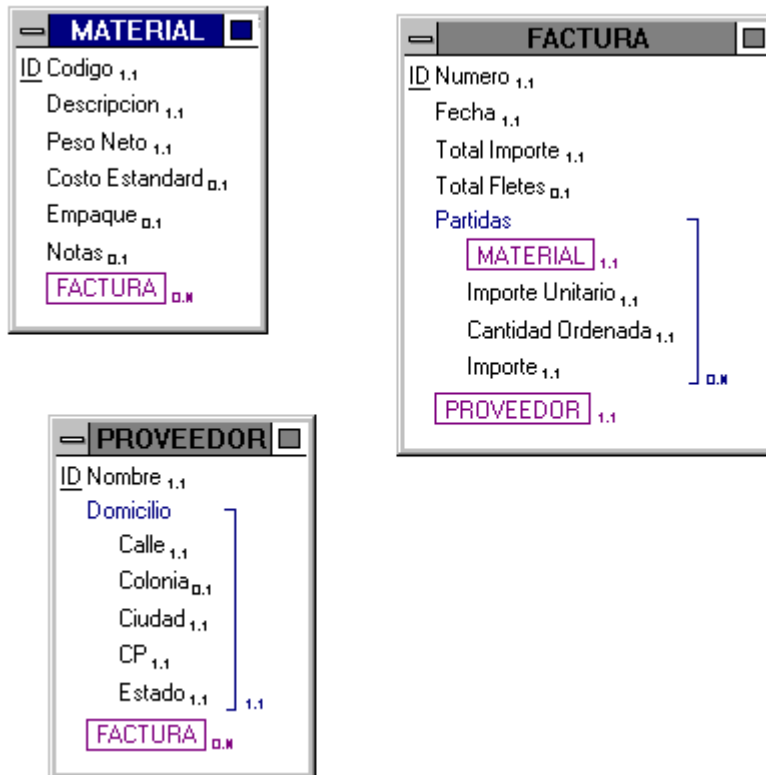 MATERIAL
ID Codigo 1.1
Descripcion 1.1
Peso Neto 1.1
Costo Estandard 0.1
Empaque 0.1
Notas 0.1
FACTURA 0.N
FACTURA
ID Numero 1.1
Fecha 1.1
Total Importe 1.1
Total Fletes 0.1
Partidas
MATERIAL 1.1
Importe Unitario 1.1
Cantidad Ordenada 1.1
Importe 1.1
0.N
PROVEEDOR 1.1
PROVEEDOR
ID Nombre 1.1
Domicilio
Calle 1.1
Colonia 0.1
Ciudad 1.1
CP 1.1
Estado 1.1
1.1
FACTURA 0.N